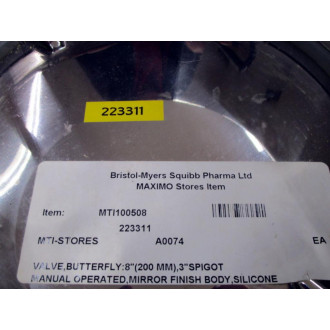 223311
Bristol-Myers Squibb Pharma Ltd
MAXIMO Stores Item
Item: MTI100508
223311
MTI-STORES A0074 EA
VALVE,BUTTERFLY:8"(200 MM),3"SPIGOT
MANUAL OPERATED,MIRROR FINISH BODY,SILICONE